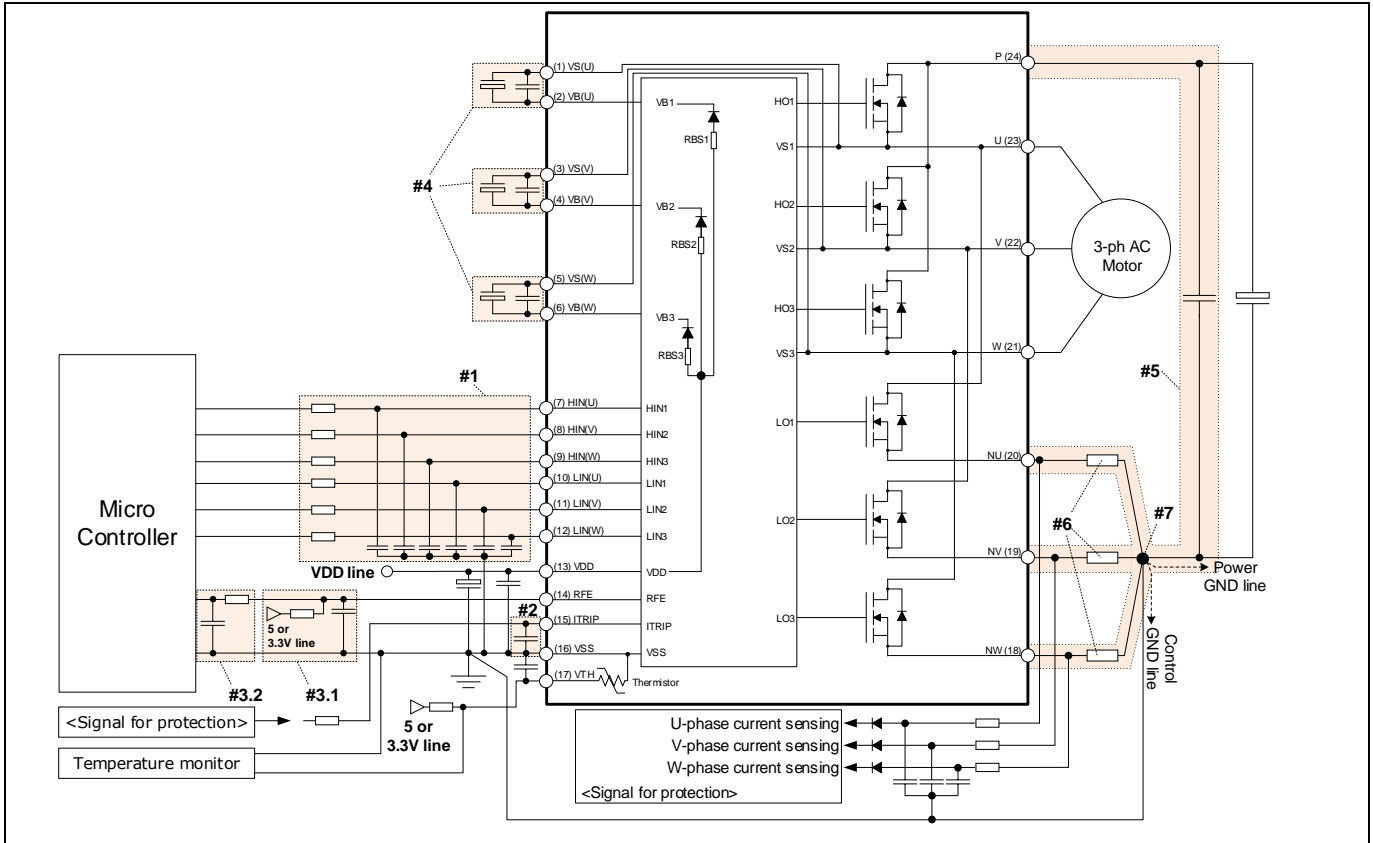 (1) VS(U)
(2) VB(U)
(3) VS(V)
(4) VB(V)
(5) VS(W)
(6) VB(W)
#4
VB1
RBS1
VB2
RBS2
VB3
RBS3
HO1
VS1
HO2
VS2
HO3
VS3
LO1
LO2
LO3
P (24)
U (23)
V (22)
W (21)
3-ph AC
Motor
#5
NU (20)
NV (19)
NW (18)
#6
#7
Power
GND line
Control
GND line
#1
Micro
Controller
(7) HIN(U)
(8) HIN(V)
(9) HIN(W)
(10) LIN(U)
(11) LIN(V)
(12) LIN(W)
HIN1
HIN2
HIN3
LIN1
LIN2
LIN3
VDD line
(13) VDD
VDD
(14) RFE
RFE
#2
(15) ITRIP
ITRIP
(16) VSS
VSS
(17) VTH
Thermistor
5 or
3.3V line
#3.2
#3.1
<Signal for protection>
Temperature monitor
5 or
3.3V line
U-phase current sensing
V-phase current sensing
W-phase current sensing
<Signal for protection>